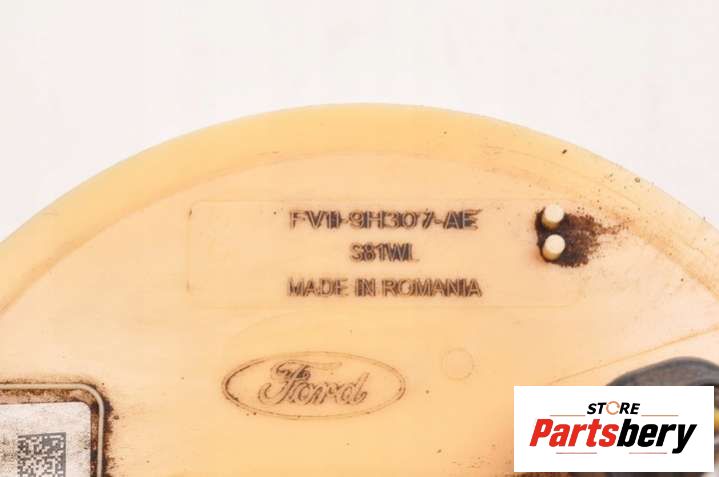 FV11-9H307-AE
S81WL
MADE IN ROMANIA
Ford
STORE
Partsbery